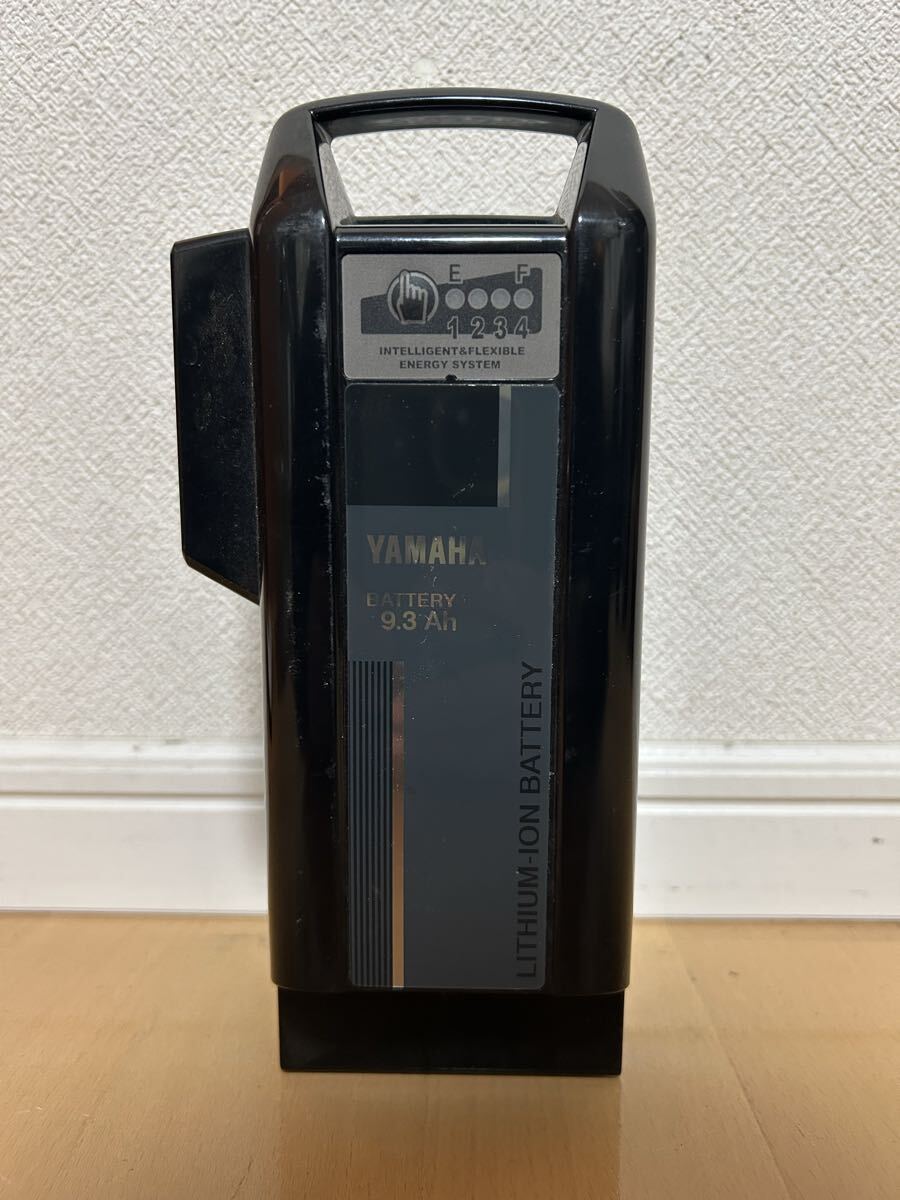 E F
1 2 3 4
INTELLIGENT&FLEXIBLE
ENERGY SYSTEM
YAMAHA
BATTERY
9.3 Ah
LITHIUM-ION BATTERY